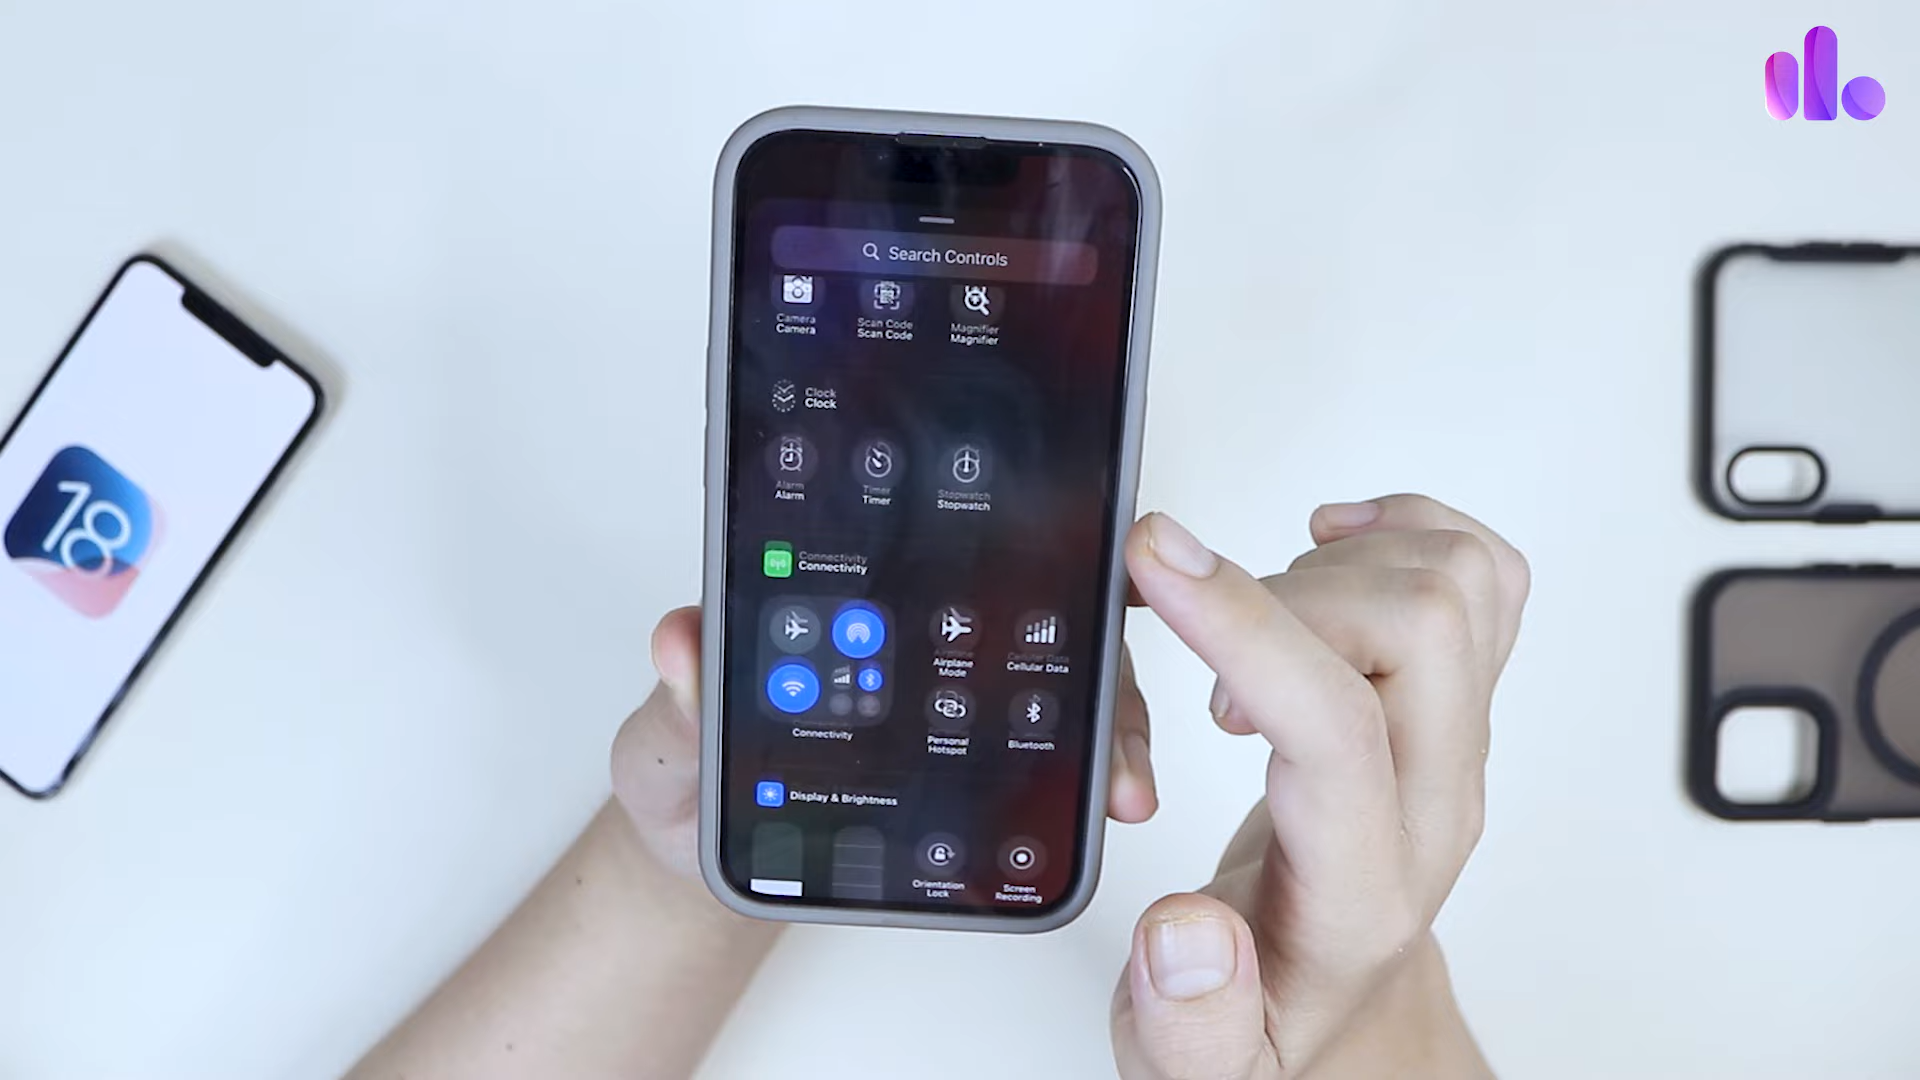 Search Controls
Camera
Camera
Scan Code
Scan Code
Magnifier
Magnifier
Clock
Clock
Alarm
Alarm
Timer
Timer
Stopwatch
Stopwatch
Connectivity
Connectivity
Airplane
Mode
Cellular Data
Cellular Data
Connectivity
Personal
Hotspot
Bluetooth
Display & Brightness
Orientation
Lock
Screen
Recording
18